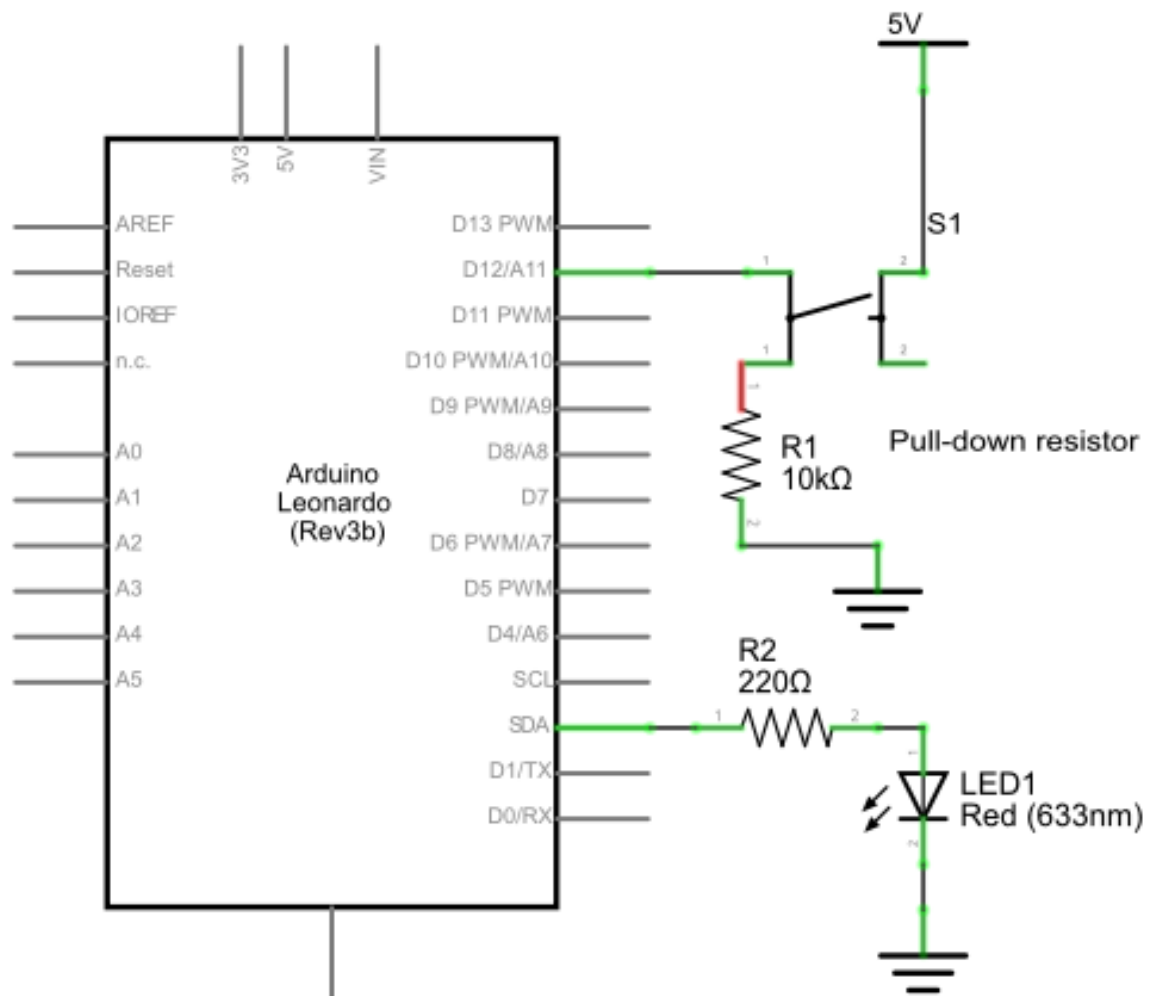 5V
3V3
5V
VIN
S1
AREF
D13 PWM
Reset
D12/A11
1
2
IOREF
D11 PWM
n.c.
D10 PWM/A10
1
2
1
D9 PWM/A9
Pull-down resistor
R1
10kΩ
A0
D8/A8
Arduino
Leonardo
(Rev3b)
A1
D7
2
A2
D6 PWM/A7
A3
D5 PWM
A4
D4/A6
R2
220Ω
A5
SCL
SDA
1
2
1
D1/TX
LED1
Red (633nm)
D0/RX
2